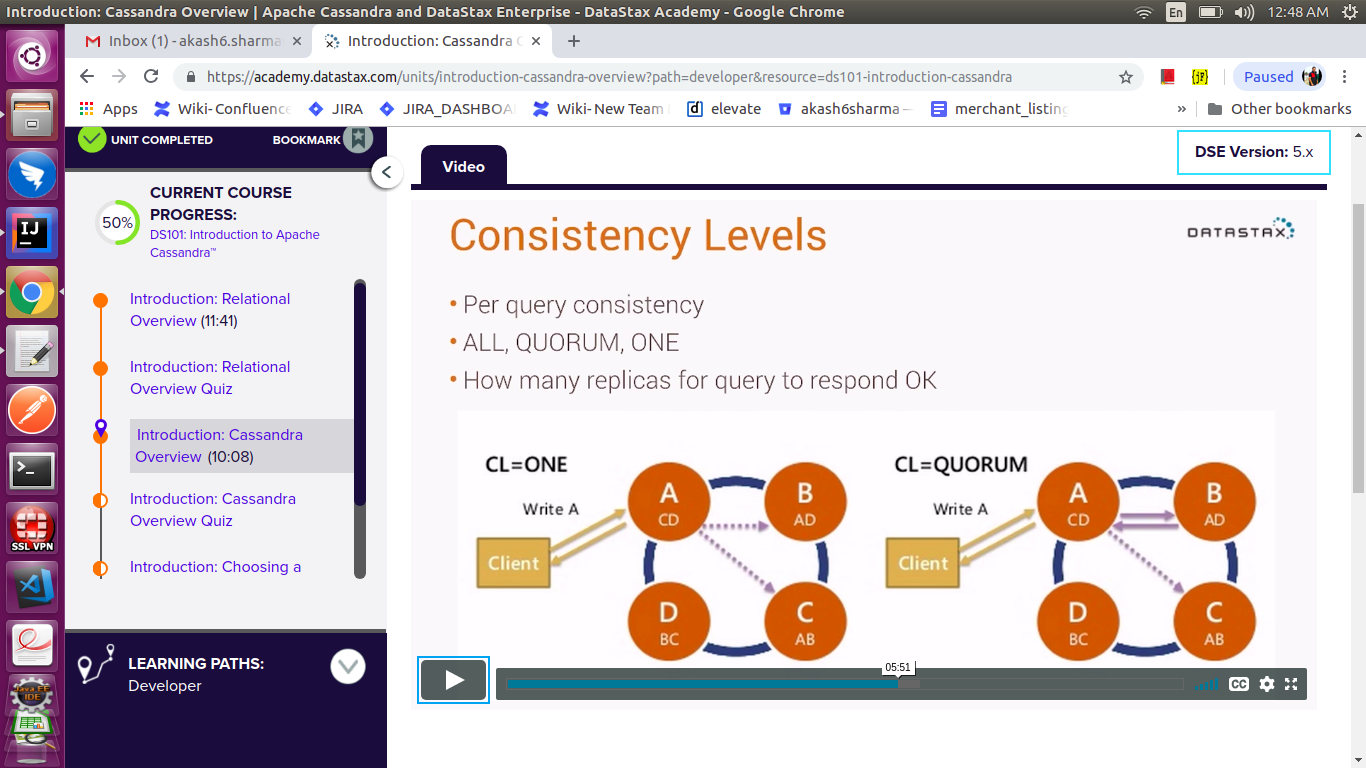 Introduction: Cassandra Overview | Apache Cassandra and DataStax Enterprise - DataStax Academy - Google Chrome
En
12:48 AM
Inbox (1) - akash6.sharma
Introduction: Cassandra
https://academy.datastax.com/units/introduction-cassandra-overview?path=developer&resource=ds101-introduction-cassandra
Paused
Apps
Wiki-Confluence
JIRA
JIRA_DASHBOA
Wiki- New Team
elevate
akash6sharma —
merchant_listing
»
Other bookmarks
UNIT COMPLETED
BOOKMARK
CURRENT COURSE
PROGRESS:
50%
DS101: Introduction to Apache
Cassandra™
Introduction: Relational
Overview (11:41)
Introduction: Relational
Overview Quiz
Introduction: Cassandra
Overview (10:08)
Introduction: Cassandra
Overview Quiz
Introduction: Choosing a
LEARNING PATHS:
Developer
Video
DSE Version: 5.x
Consistency Levels
DATASTAX
• Per query consistency
• ALL, QUORUM, ONE
• How many replicas for query to respond OK
CL=ONE
Write A
Client
A
CD
B
AD
D
BC
C
AB
CL=QUORUM
Write A
Client
A
CD
B
AD
D
BC
C
AB
05:51
CC
IJ
SSL VPN
Java EE
IDE